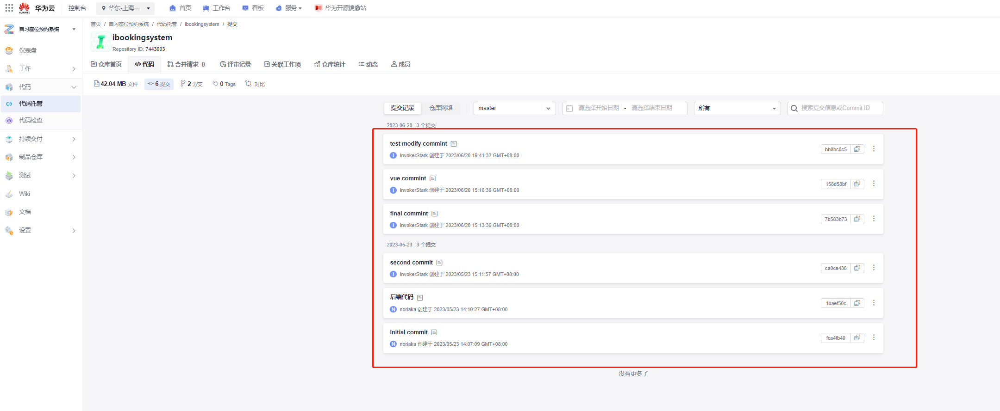 HUAWEI 华为云 控制台 华东-上海一 首页 工作台 看板 服务 华为开源镜像站
自习座位预约系统
仪表盘
工作
代码
代码托管
代码检查
持续交付
制品仓库
测试
Wiki
文档
设置
首页 / 自习座位预约系统 / 代码托管 / ibookingsystem / 提交
ibookingsystem
Repository ID: 7443003
仓库首页 代码 合并请求 0 评审记录 关联工作项 仓库统计 动态 成员
42.04 MB 文件 6 提交 2 分支 0 Tags 对比
提交记录 仓库网络 master 请选择开始日期 - 请选择结束日期 所有 搜索提交信息或Commit ID
2023-06-20 3 个提交
test modify commint
I InvokerStark 创建于 2023/06/20 19:41:32 GMT+08:00
bb0bc0c5
vue commint
I InvokerStark 创建于 2023/06/20 15:16:36 GMT+08:00
158d58bf
final commint
I InvokerStark 创建于 2023/06/20 15:13:36 GMT+08:00
7b583b73
2023-05-23 3 个提交
second commit
I InvokerStark 创建于 2023/05/23 15:11:57 GMT+08:00
ca0ce438
后端代码
N noriaka 创建于 2023/05/23 14:10:27 GMT+08:00
1baef50c
Initial commit
N noriaka 创建于 2023/05/23 14:07:09 GMT+08:00
fca4fb40
没有更多了